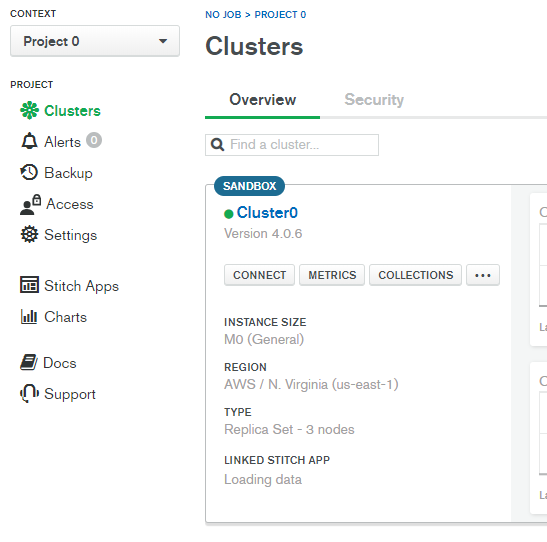 CONTEXT
Project 0
PROJECT
Clusters
Alerts 0
Backup
Access
Settings
Stitch Apps
Charts
Docs
Support
NO JOB > PROJECT 0
Clusters
Overview Security
Find a cluster...
SANDBOX
Cluster0
Version 4.0.6
CONNECT METRICS COLLECTIONS ...
INSTANCE SIZE
M0 (General)
REGION
AWS / N. Virginia (us-east-1)
TYPE
Replica Set - 3 nodes
LINKED STITCH APP
Loading data